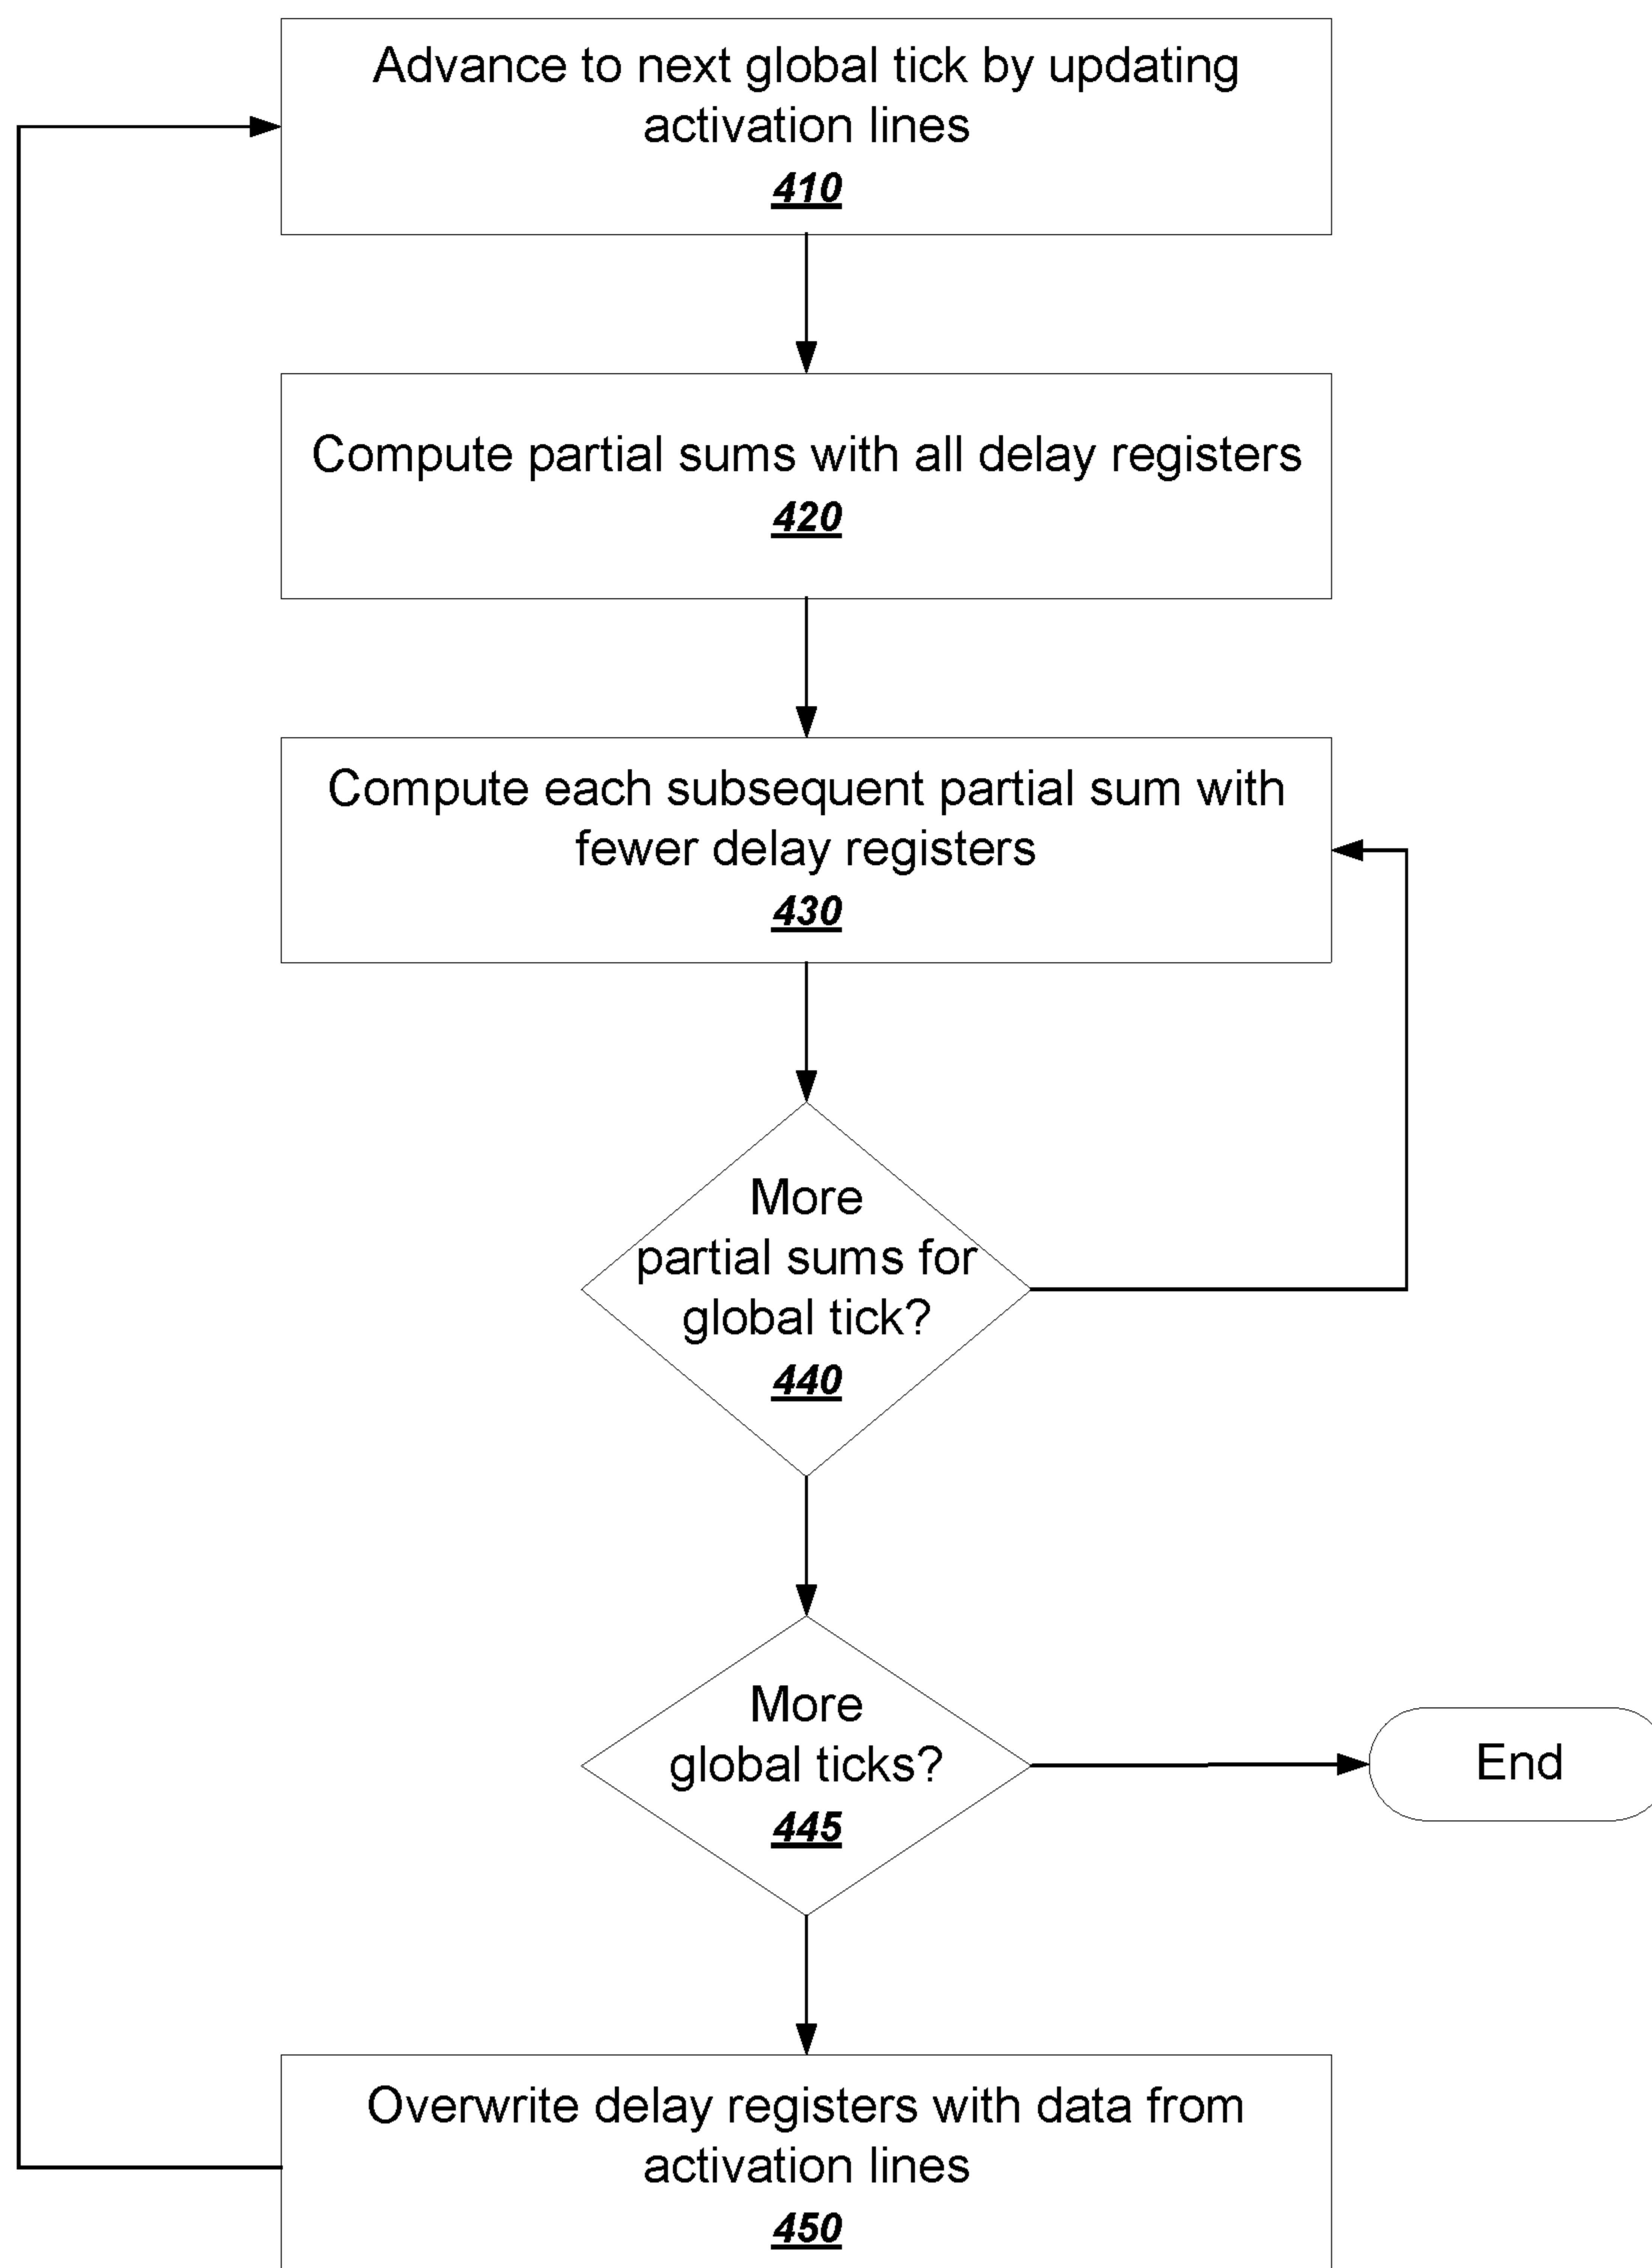 Advance to next global tick by updating
activation lines
410
Compute partial sums with all delay registers
420
Compute each subsequent partial sum with
fewer delay registers
430
More
partial sums for
global tick?
440
More
global ticks?
445
End
Overwrite delay registers with data from
activation lines
450